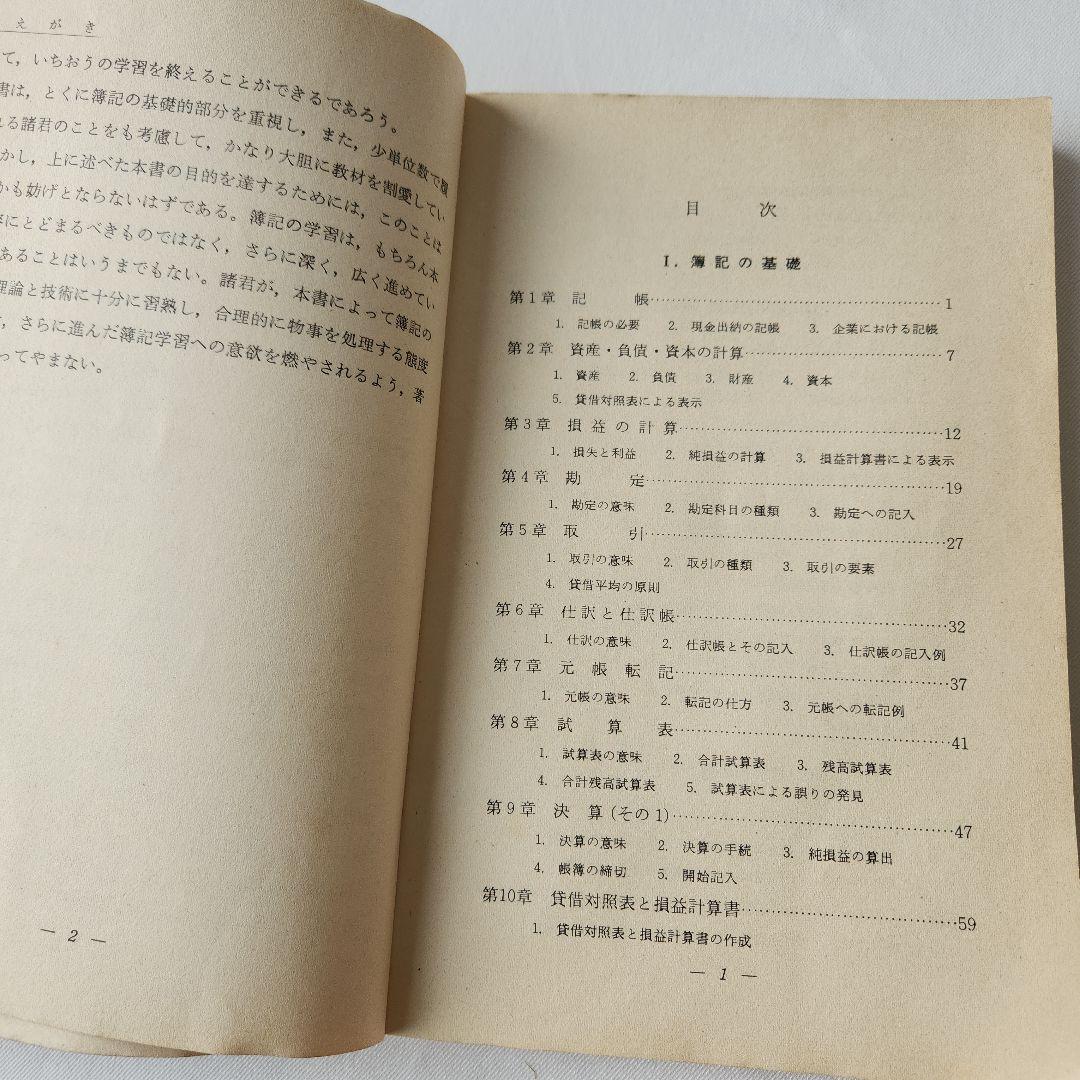 えがき
て，いちおうの学習を終えることができるであろう。
書は，とくに簿記の基礎的部分を重視し，また，少単位数で履
れる諸君のことをも考慮して，かなり大胆に教材を割愛してい
かし，上に述べた本書の目的を達するためには，このことは
かも妨げとならないはずである。簿記の学習は，もちろん本
にとどまるべきものではなく，さらに深く，広く進めてい
あることはいうまでもない。諸君が，本書によって簿記の
理論と技術に十分に習熟し，合理的に物事を処理する態度
，さらに進んだ簿記学習への意欲を燃やされるよう，著
ってやまない。
— 2 —
目 次
I．簿記の基礎
第1章 記 帳……1
1. 記帳の必要 2. 現金出納の記帳 3. 企業における記帳
第2章 資産・負債・資本の計算……7
1. 資産 2. 負債 3. 財産 4. 資本
5. 貸借対照表による表示
第3章 損益の計算……12
1. 損失と利益 2. 純損益の計算 3. 損益計算書による表示
第4章 勘 定……19
1. 勘定の意味 2. 勘定科目の種類 3. 勘定への記入
第5章 取 引……27
1. 取引の意味 2. 取引の種類 3. 取引の要素
4. 貸借平均の原則
第6章 仕訳と仕訳帳……32
1. 仕訳の意味 2. 仕訳帳とその記入 3. 仕訳帳の記入例
第7章 元帳転記……37
1. 元帳の意味 2. 転記の仕方 3. 元帳への転記例
第8章 試算表……41
1. 試算表の意味 2. 合計試算表 3. 残高試算表
4. 合計残高試算表 5. 試算表による誤りの発見
第9章 決算（その1）……47
1. 決算の意味 2. 決算の手続 3. 純損益の算出
4. 帳簿の締切 5. 開始記入
第10章 貸借対照表と損益計算書……59
1. 貸借対照表と損益計算書の作成
— 1 —